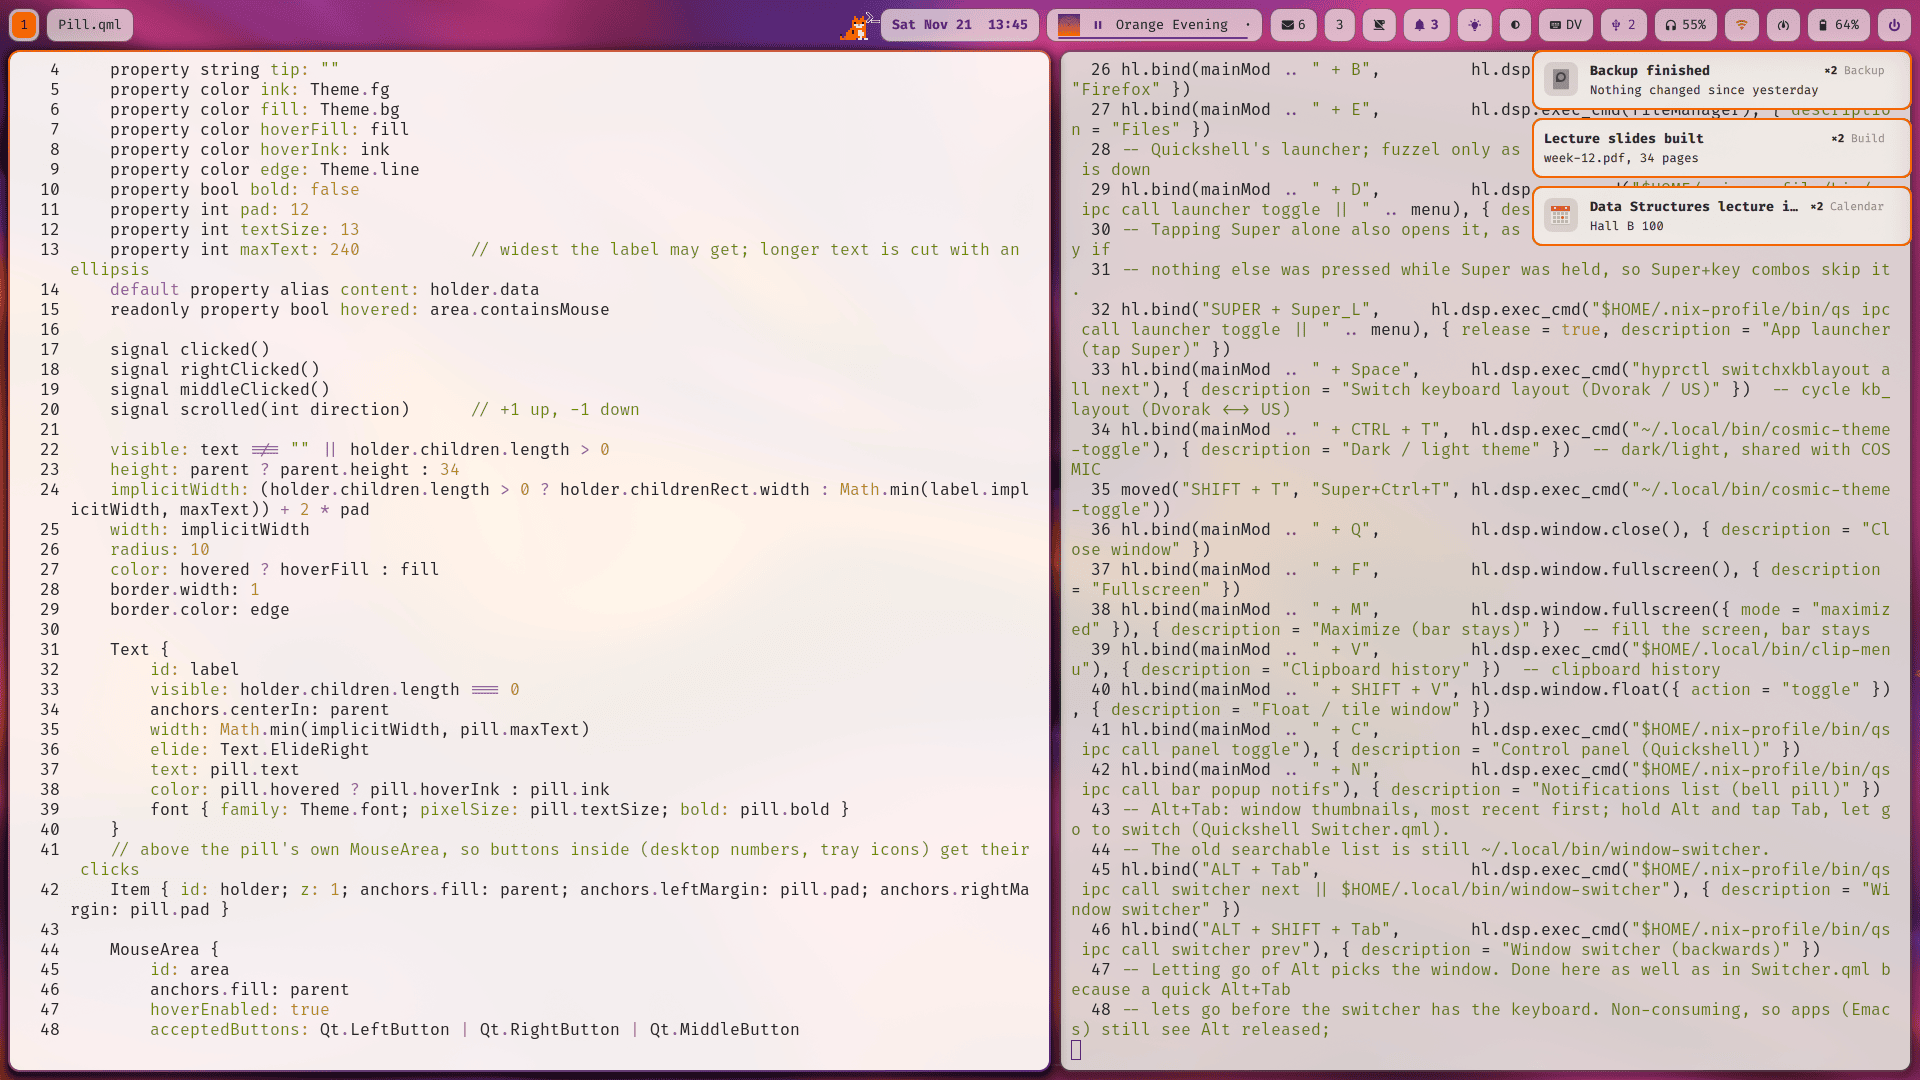 1 Pill.qml Sat Nov 21 13:45 Orange Evening · 6 3 3 DV 2 55% 64%
4 property string tip: ""
5 property color ink: Theme.fg
6 property color fill: Theme.bg
7 property color hoverFill: fill
8 property color hoverInk: ink
9 property color edge: Theme.line
10 property bool bold: false
11 property int pad: 12
12 property int textSize: 13
13 property int maxText: 240 // widest the label may get; longer text is cut with an
ellipsis
14 default property alias content: holder.data
15 readonly property bool hovered: area.containsMouse
16
17 signal clicked()
18 signal rightClicked()
19 signal middleClicked()
20 signal scrolled(int direction) // +1 up, -1 down
21
22 visible: text !== "" || holder.children.length > 0
23 height: parent ? parent.height : 34
24 implicitWidth: (holder.children.length > 0 ? holder.childrenRect.width : Math.min(label.impl
icitWidth, maxText)) + 2 * pad
25 width: implicitWidth
26 radius: 10
27 color: hovered ? hoverFill : fill
28 border.width: 1
29 border.color: edge
30
31 Text {
32 id: label
33 visible: holder.children.length === 0
34 anchors.centerIn: parent
35 width: Math.min(implicitWidth, pill.maxText)
36 elide: Text.ElideRight
37 text: pill.text
38 color: pill.hovered ? pill.hoverInk : pill.ink
39 font { family: Theme.font; pixelSize: pill.textSize; bold: pill.bold }
40 }
41 // above the pill's own MouseArea, so buttons inside (desktop numbers, tray icons) get their
clicks
42 Item { id: holder; z: 1; anchors.fill: parent; anchors.leftMargin: pill.pad; anchors.rightMa
rgin: pill.pad }
43
44 MouseArea {
45 id: area
46 anchors.fill: parent
47 hoverEnabled: true
48 acceptedButtons: Qt.LeftButton | Qt.RightButton | Qt.MiddleButton
26 hl.bind(mainMod .. " + B", hl.dsp
"Firefox" })
27 hl.bind(mainMod .. " + E", hl.dsp.exec_cmd(fileManager), { descriptio
n = "Files" })
28 -- Quickshell's launcher; fuzzel only as
is down
29 hl.bind(mainMod .. " + D", hl.dsp
ipc call launcher toggle || " .. menu), { des
30 -- Tapping Super alone also opens it, as
y if
31 -- nothing else was pressed while Super was held, so Super+key combos skip it
.
32 hl.bind("SUPER + Super_L", hl.dsp.exec_cmd("$HOME/.nix-profile/bin/qs ipc
call launcher toggle || " .. menu), { release = true, description = "App launcher
(tap Super)" })
33 hl.bind(mainMod .. " + Space", hl.dsp.exec_cmd("hyprctl switchxkblayout a
ll next"), { description = "Switch keyboard layout (Dvorak / US)" }) -- cycle kb_
layout (Dvorak <-> US)
34 hl.bind(mainMod .. " + CTRL + T", hl.dsp.exec_cmd("~/.local/bin/cosmic-theme
-toggle"), { description = "Dark / light theme" }) -- dark/light, shared with COS
MIC
35 moved("SHIFT + T", "Super+Ctrl+T", hl.dsp.exec_cmd("~/.local/bin/cosmic-theme
-toggle"))
36 hl.bind(mainMod .. " + Q", hl.dsp.window.close(), { description = "Cl
ose window" })
37 hl.bind(mainMod .. " + F", hl.dsp.window.fullscreen(), { description
= "Fullscreen" })
38 hl.bind(mainMod .. " + M", hl.dsp.window.fullscreen({ mode = "maximiz
ed" }), { description = "Maximize (bar stays)" }) -- fill the screen, bar stays
39 hl.bind(mainMod .. " + V", hl.dsp.exec_cmd("$HOME/.local/bin/clip-men
u"), { description = "Clipboard history" }) -- clipboard history
40 hl.bind(mainMod .. " + SHIFT + V", hl.dsp.window.float({ action = "toggle" })
, { description = "Float / tile window" })
41 hl.bind(mainMod .. " + C", hl.dsp.exec_cmd("$HOME/.nix-profile/bin/qs
ipc call panel toggle"), { description = "Control panel (Quickshell)" })
42 hl.bind(mainMod .. " + N", hl.dsp.exec_cmd("$HOME/.nix-profile/bin/qs
ipc call bar popup notifs"), { description = "Notifications list (bell pill)" })
43 -- Alt+Tab: window thumbnails, most recent first; hold Alt and tap Tab, let g
o to switch (Quickshell Switcher.qml).
44 -- The old searchable list is still ~/.local/bin/window-switcher.
45 hl.bind("ALT + Tab", hl.dsp.exec_cmd("$HOME/.nix-profile/bin/qs
ipc call switcher next || $HOME/.local/bin/window-switcher"), { description = "Wi
ndow switcher" })
46 hl.bind("ALT + SHIFT + Tab", hl.dsp.exec_cmd("$HOME/.nix-profile/bin/qs
ipc call switcher prev"), { description = "Window switcher (backwards)" })
47 -- Letting go of Alt picks the window. Done here as well as in Switcher.qml b
ecause a quick Alt+Tab
48 -- lets go before the switcher has the keyboard. Non-consuming, so apps (Emac
s) still see Alt released;
Backup finished ×2 Backup
Nothing changed since yesterday
Lecture slides built ×2 Build
week-12.pdf, 34 pages
Data Structures lecture i… ×2 Calendar
Hall B 100